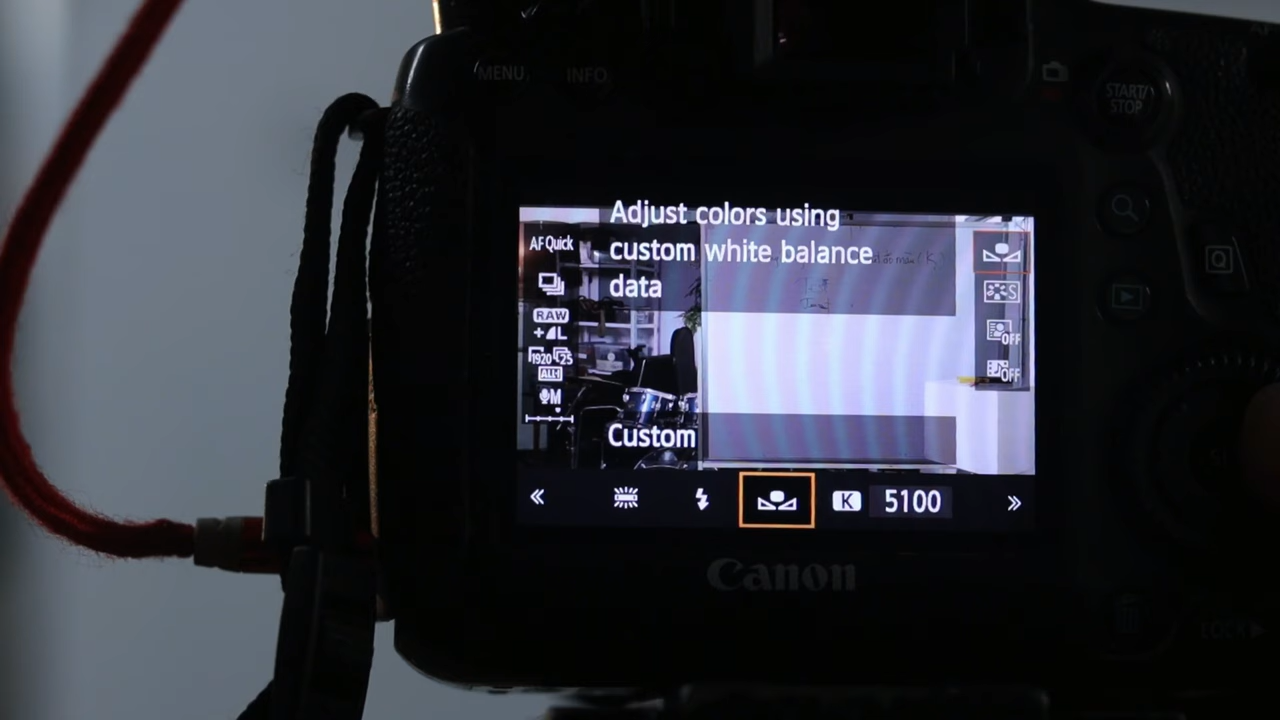 MENU INFO
START/
STOP
Adjust colors using
custom white balance
data
AF Quick
S
RAW
+L
OFF
1920 25
ALL-I
OFF
M
Q
Custom
K 5100
Canon
LOCK